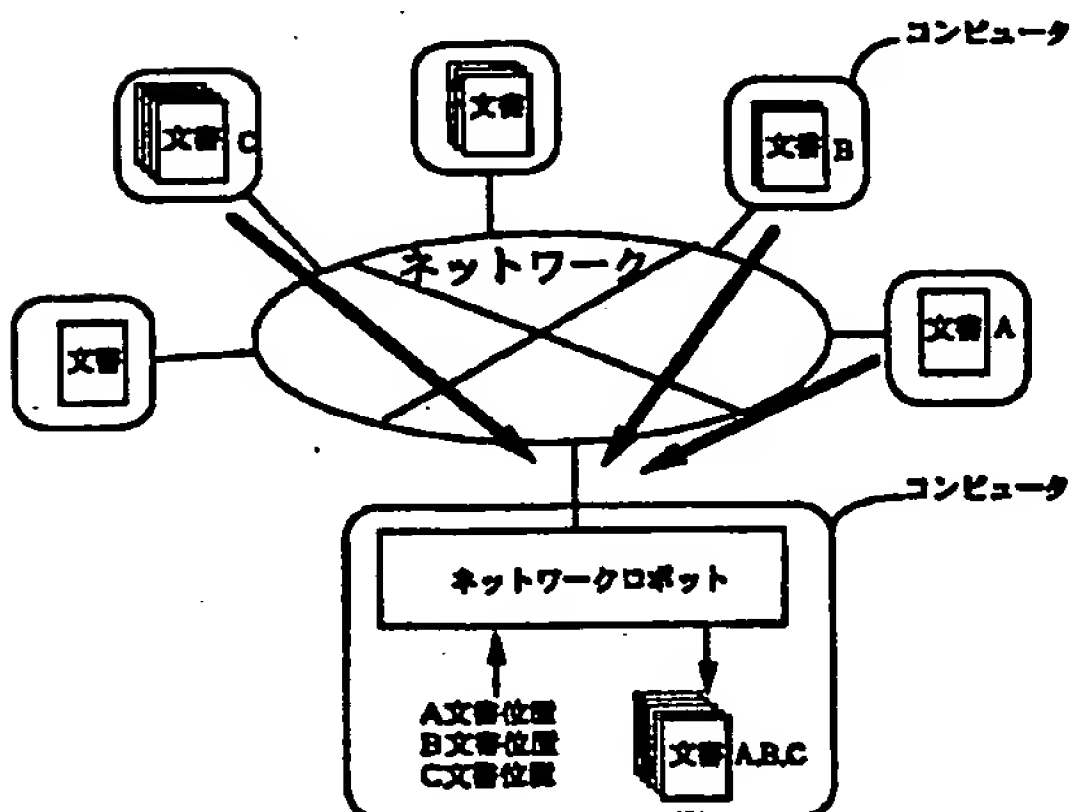 コンピュータ
文書 C
文書
文書 B
ネットワーク
文書
文書 A
コンピュータ
ネットワークロボット
A文書位置
B文書位置
C文書位置
文書 A,B,C